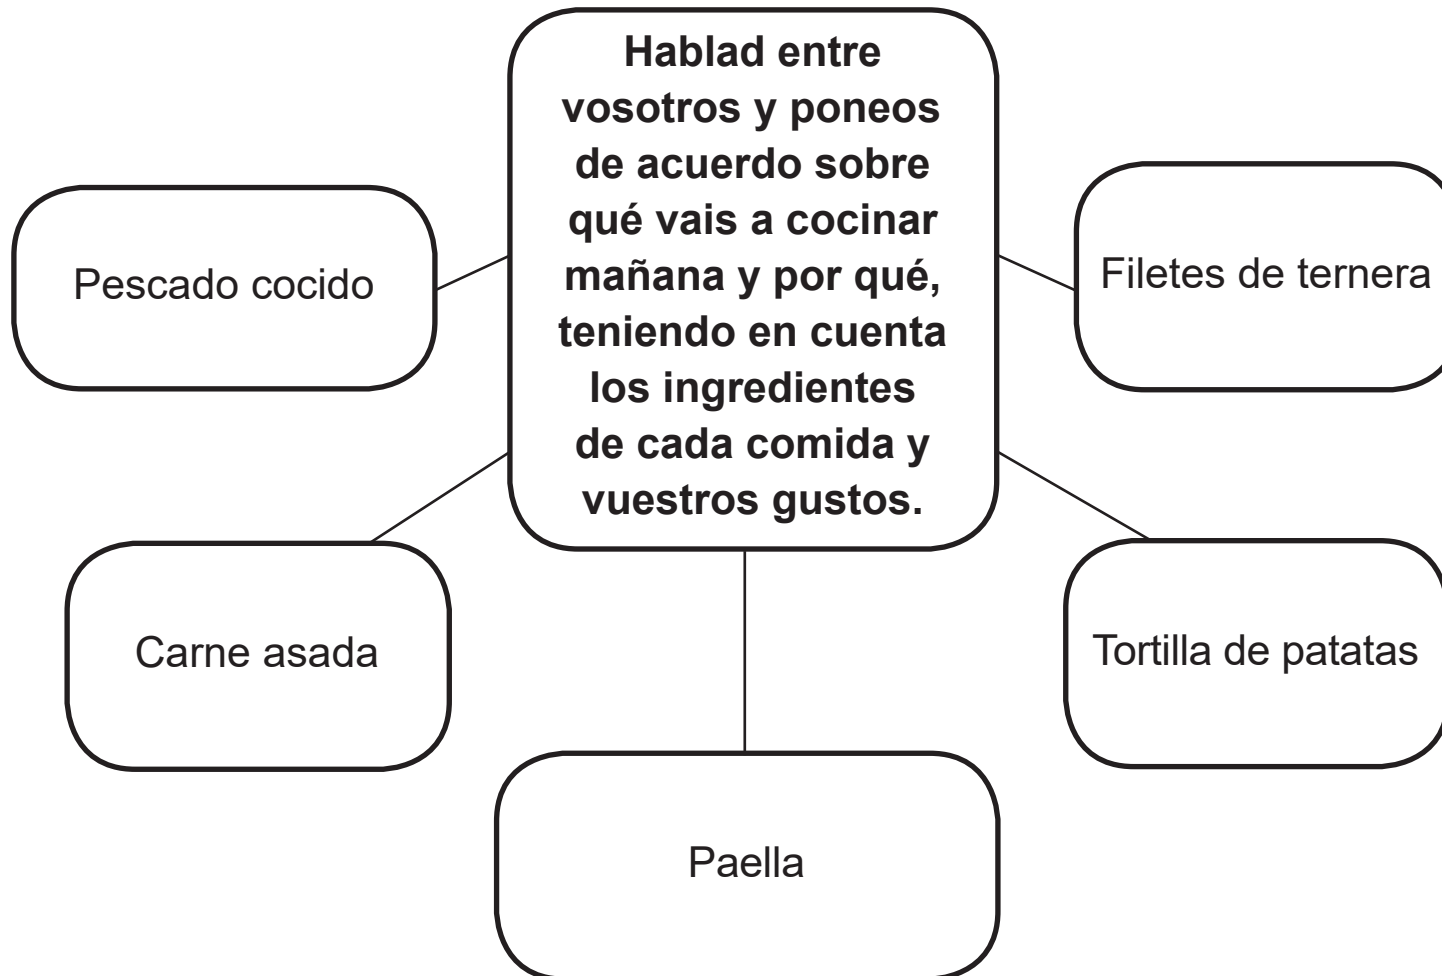 Hablad entre
vosotros y poneos
de acuerdo sobre
qué vais a cocinar
mañana y por qué,
teniendo en cuenta
los ingredientes
de cada comida y
vuestros gustos.
Pescado cocido
Filetes de ternera
Carne asada
Tortilla de patatas
Paella